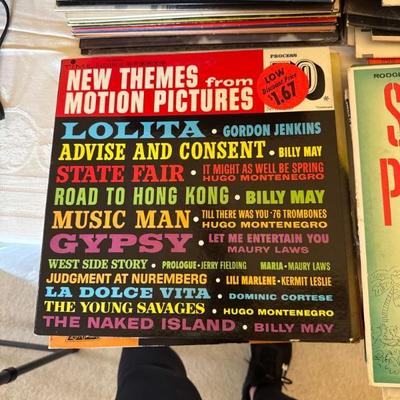 TIME
PROCESS
NEW THEMES from
MOTION PICTURES
LOW
Discount Price
$1.67
LOLITA • GORDON JENKINS
ADVISE AND CONSENT • BILLY MAY
STATE FAIR • IT MIGHT AS WELL BE SPRING
HUGO MONTENEGRO
ROAD TO HONG KONG • BILLY MAY
MUSIC MAN • TILL THERE WAS YOU • 76 TROMBONES
HUGO MONTENEGRO
GYPSY • LET ME ENTERTAIN YOU
MAURY LAWS
WEST SIDE STORY • PROLOGUE - JERRY FIELDING MARIA - MAURY LAWS
JUDGMENT AT NUREMBERG • LILI MARLENE • KERMIT LESLIE
LA DOLCE VITA • DOMINIC CORTESE
THE YOUNG SAVAGES • HUGO MONTENEGRO
THE NAKED ISLAND • BILLY MAY
S
P